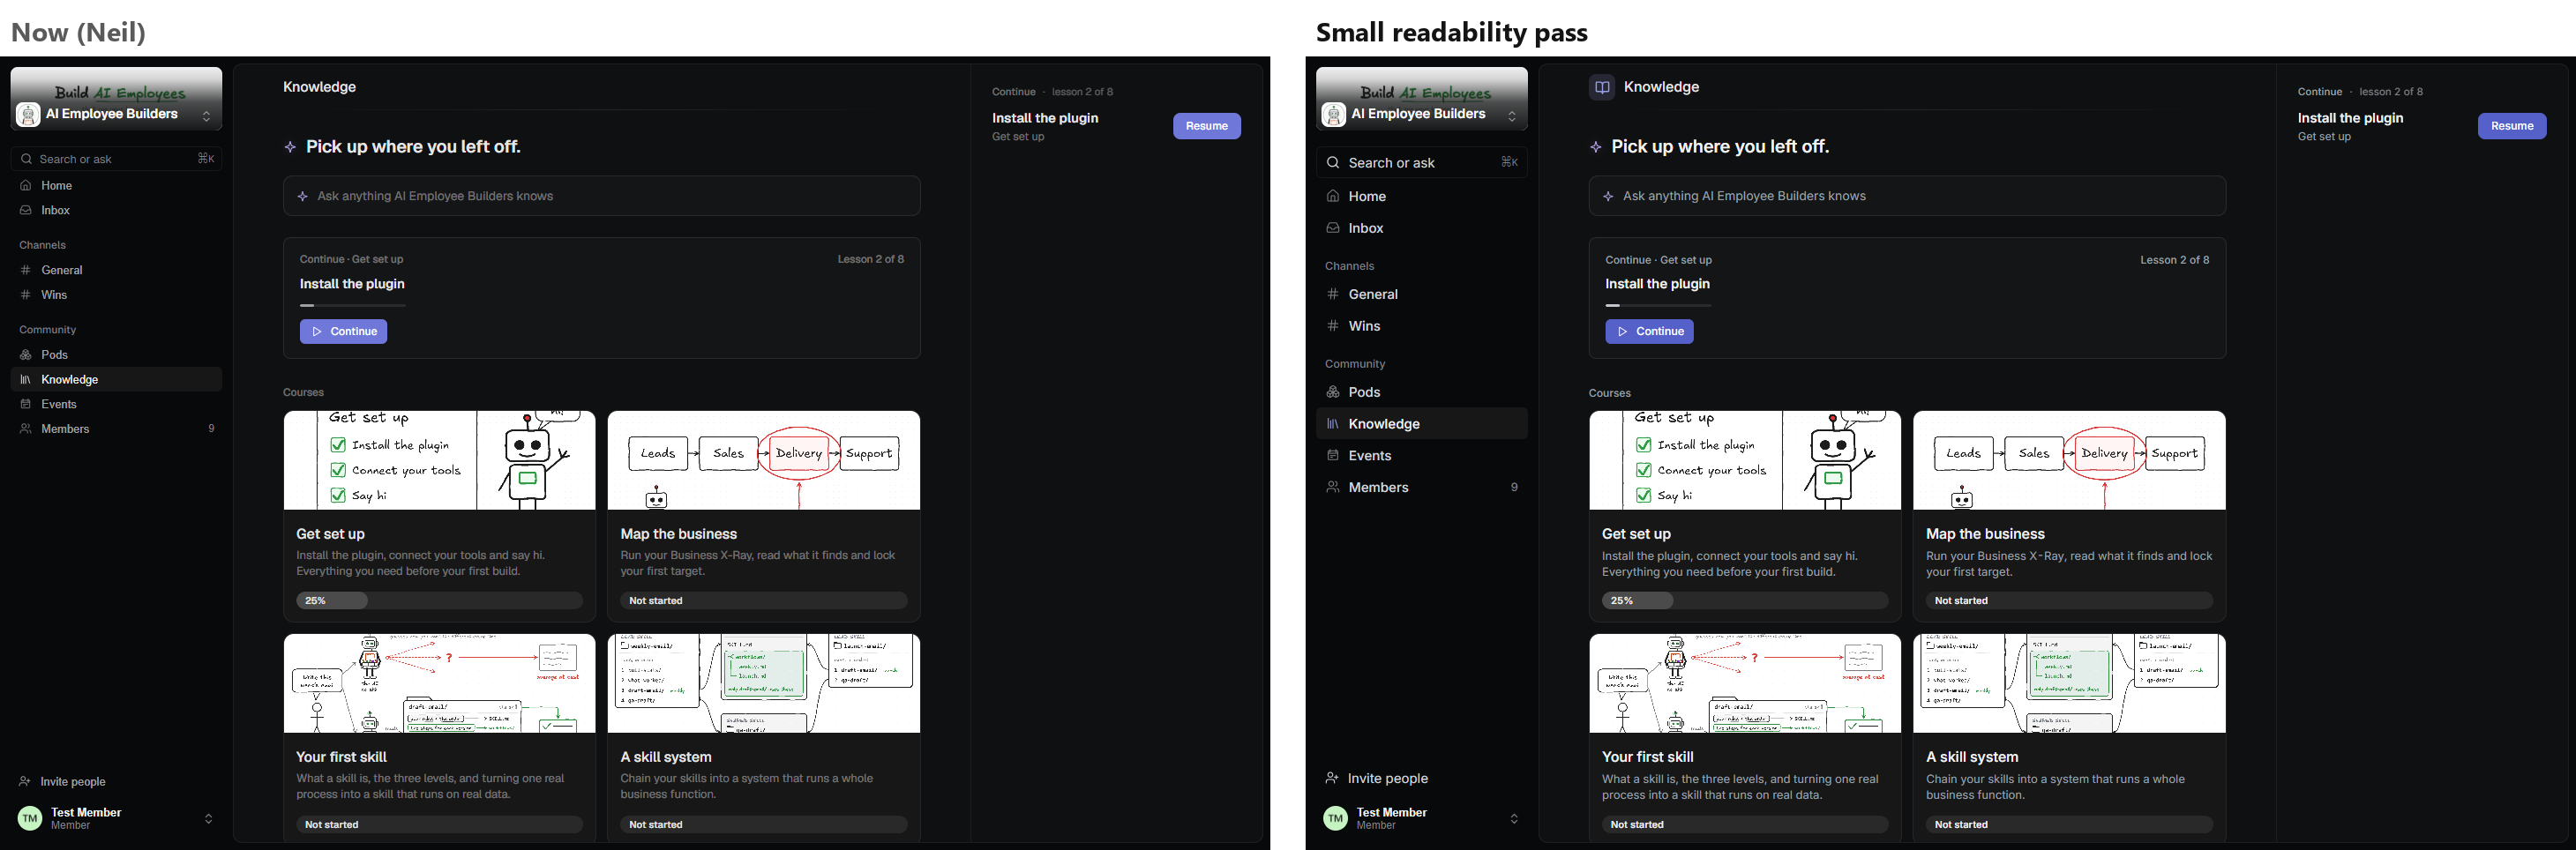 Now (Neil)
Build AI Employees
AI Employee Builders
Search or ask
⌘K
Home
Inbox
Channels
General
Wins
Community
Pods
Knowledge
Events
Members
9
Invite people
TM
Test Member
Member
Knowledge
Pick up where you left off.
Ask anything AI Employee Builders knows
Continue · Get set up
Lesson 2 of 8
Install the plugin
Continue
Courses
Get set up
Install the plugin
Connect your tools
Say hi
Get set up
Install the plugin, connect your tools and say hi.
Everything you need before your first build.
25%
Leads
Sales
Delivery
Support
Map the business
Run your Business X-Ray, read what it finds and lock
your first target.
Not started
?
draft-email/
Your first skill
What a skill is, the three levels, and turning one real
process into a skill that runs on real data.
Not started
weekly-email/
launch-email/
A skill system
Chain your skills into a system that runs a whole
business function.
Not started
Continue · lesson 2 of 8
Install the plugin
Get set up
Resume
Small readability pass
Build AI Employees
AI Employee Builders
Search or ask
⌘K
Home
Inbox
Channels
General
Wins
Community
Pods
Knowledge
Events
Members
9
Invite people
TM
Test Member
Member
Knowledge
Pick up where you left off.
Ask anything AI Employee Builders knows
Continue · Get set up
Lesson 2 of 8
Install the plugin
Continue
Courses
Get set up
Install the plugin
Connect your tools
Say hi
Get set up
Install the plugin, connect your tools and say hi.
Everything you need before your first build.
25%
Leads
Sales
Delivery
Support
Map the business
Run your Business X-Ray, read what it finds and lock
your first target.
Not started
?
draft-email/
Your first skill
What a skill is, the three levels, and turning one real
process into a skill that runs on real data.
Not started
weekly-email/
launch-email/
A skill system
Chain your skills into a system that runs a whole
business function.
Not started
Continue · lesson 2 of 8
Install the plugin
Get set up
Resume